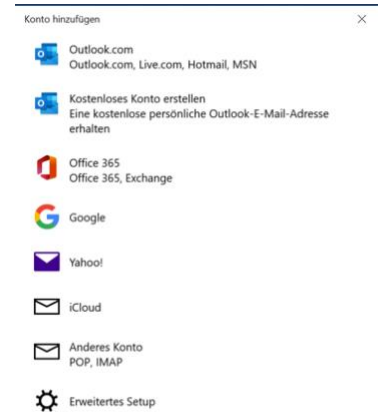 Konto hinzufügen
Outlook.com
Outlook.com, Live.com, Hotmail, MSN
Kostenloses Konto erstellen
Eine kostenlose persönliche Outlook-E-Mail-Adresse
erhalten
Office 365
Office 365, Exchange
Google
Yahoo!
iCloud
Anderes Konto
POP, IMAP
Erweitertes Setup